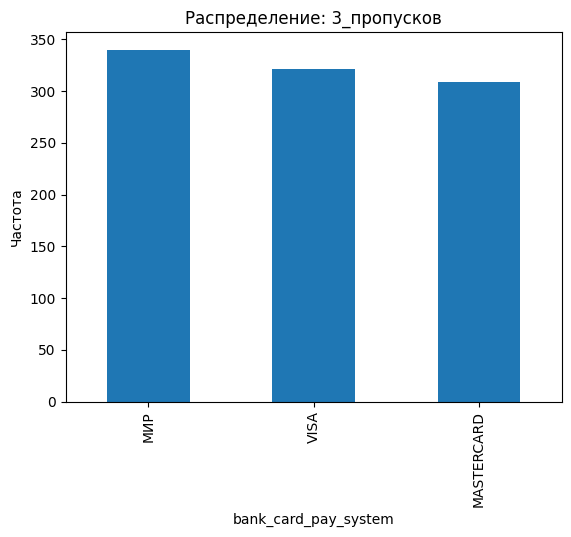 Распределение: 3_пропусков
Частота
350
300
250
200
150
100
50
0
МИР
VISA
MASTERCARD
bank_card_pay_system